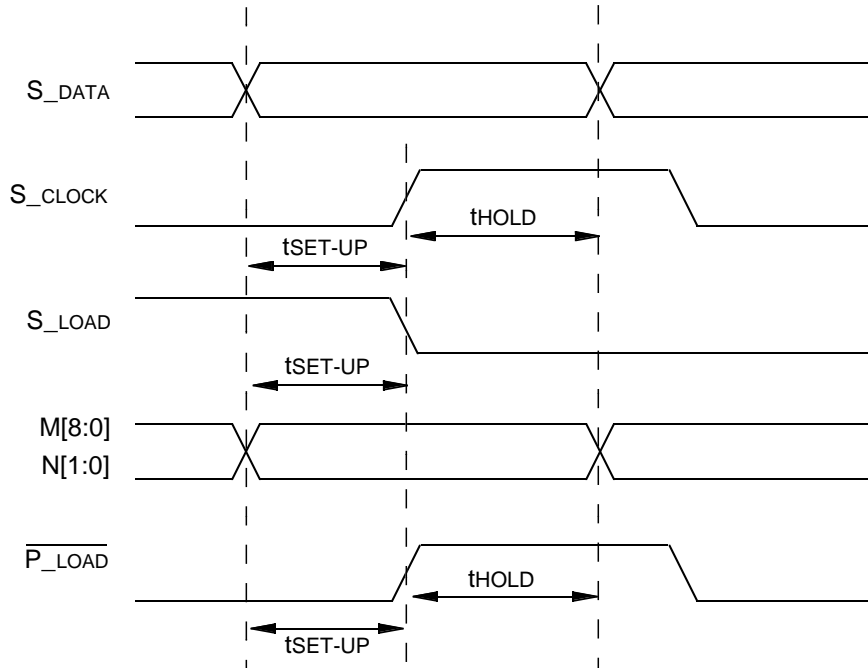 S_DATA
S_CLOCK
tHOLD
tSET-UP
S_LOAD
tSET-UP
M[8:0]
N[1:0]
P_LOAD
tHOLD
tSET-UP